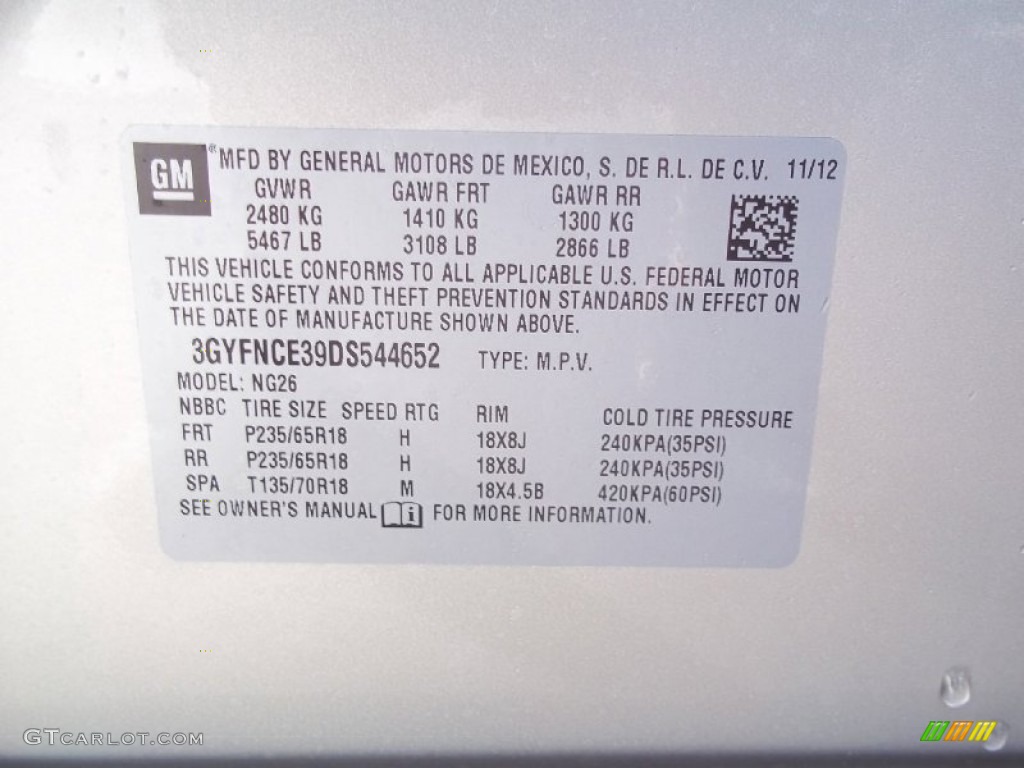 GM® MFD BY GENERAL MOTORS DE MEXICO, S. DE R.L. DE C.V. 11/12
GVWR GAWR FRT GAWR RR
2480 KG 1410 KG 1300 KG
5467 LB 3108 LB 2866 LB
THIS VEHICLE CONFORMS TO ALL APPLICABLE U.S. FEDERAL MOTOR
VEHICLE SAFETY AND THEFT PREVENTION STANDARDS IN EFFECT ON
THE DATE OF MANUFACTURE SHOWN ABOVE.
3GYFNCE39DS544652 TYPE: M.P.V.
MODEL: NG26
NBBC TIRE SIZE SPEED RTG RIM COLD TIRE PRESSURE
FRT P235/65R18 H 18X8J 240KPA(35PSI)
RR P235/65R18 H 18X8J 240KPA(35PSI)
SPA T135/70R18 M 18X4.5B 420KPA(60PSI)
SEE OWNER'S MANUAL i FOR MORE INFORMATION.
GTCARLOT.COM